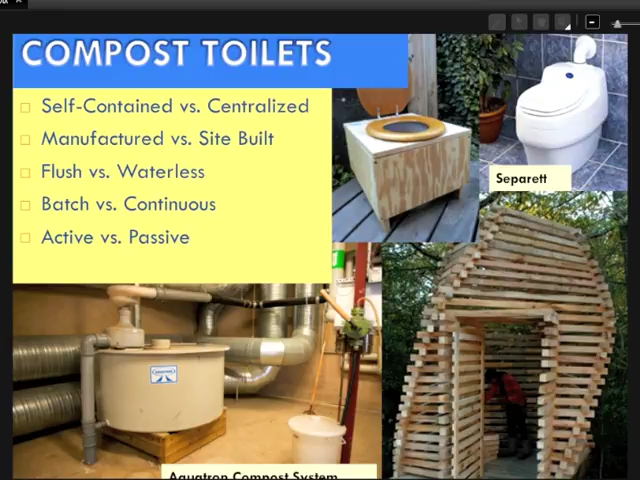 COMPOST TOILETS
Self-Contained vs. Centralized
Manufactured vs. Site Built
Flush vs. Waterless
Batch vs. Continuous
Active vs. Passive
Separett
Aquatron Compost System